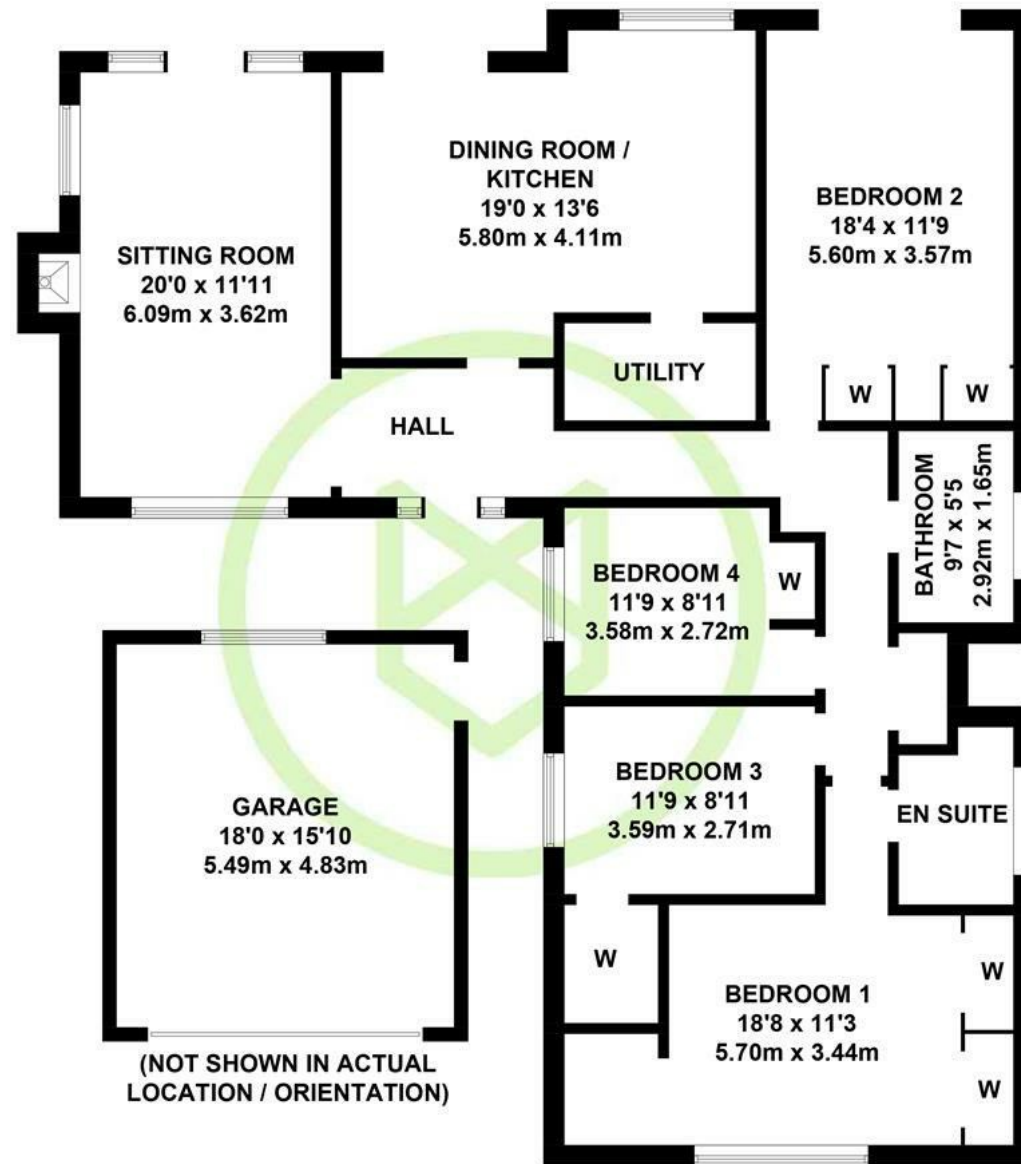 DINING ROOM /
KITCHEN
19'0 x 13'6
5.80m x 4.11m
BEDROOM 2
18'4 x 11'9
5.60m x 3.57m
SITTING ROOM
20'0 x 11'11
6.09m x 3.62m
UTILITY
W
W
HALL
BATHROOM
9'7 x 5'5
2.92m x 1.65m
BEDROOM 4
11'9 x 8'11
3.58m x 2.72m
W
BEDROOM 3
11'9 x 8'11
3.59m x 2.71m
EN SUITE
GARAGE
18'0 x 15'10
5.49m x 4.83m
W
W
BEDROOM 1
18'8 x 11'3
5.70m x 3.44m
W
(NOT SHOWN IN ACTUAL
LOCATION / ORIENTATION)